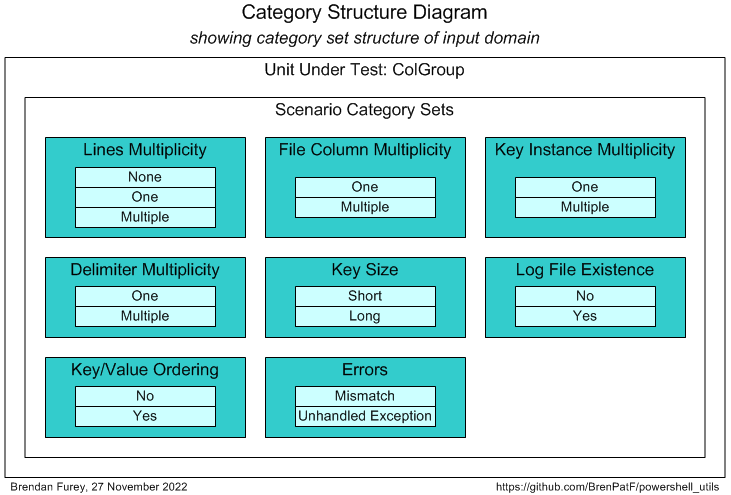 Category Structure Diagram
showing category set structure of input domain
Unit Under Test: ColGroup
Scenario Category Sets
Lines Multiplicity
None
One
Multiple
File Column Multiplicity
One
Multiple
Key Instance Multiplicity
One
Multiple
Delimiter Multiplicity
One
Multiple
Key Size
Short
Long
Log File Existence
No
Yes
Key/Value Ordering
No
Yes
Errors
Mismatch
Unhandled Exception
Brendan Furey, 27 November 2022
https://github.com/BrenPatF/powershell_utils